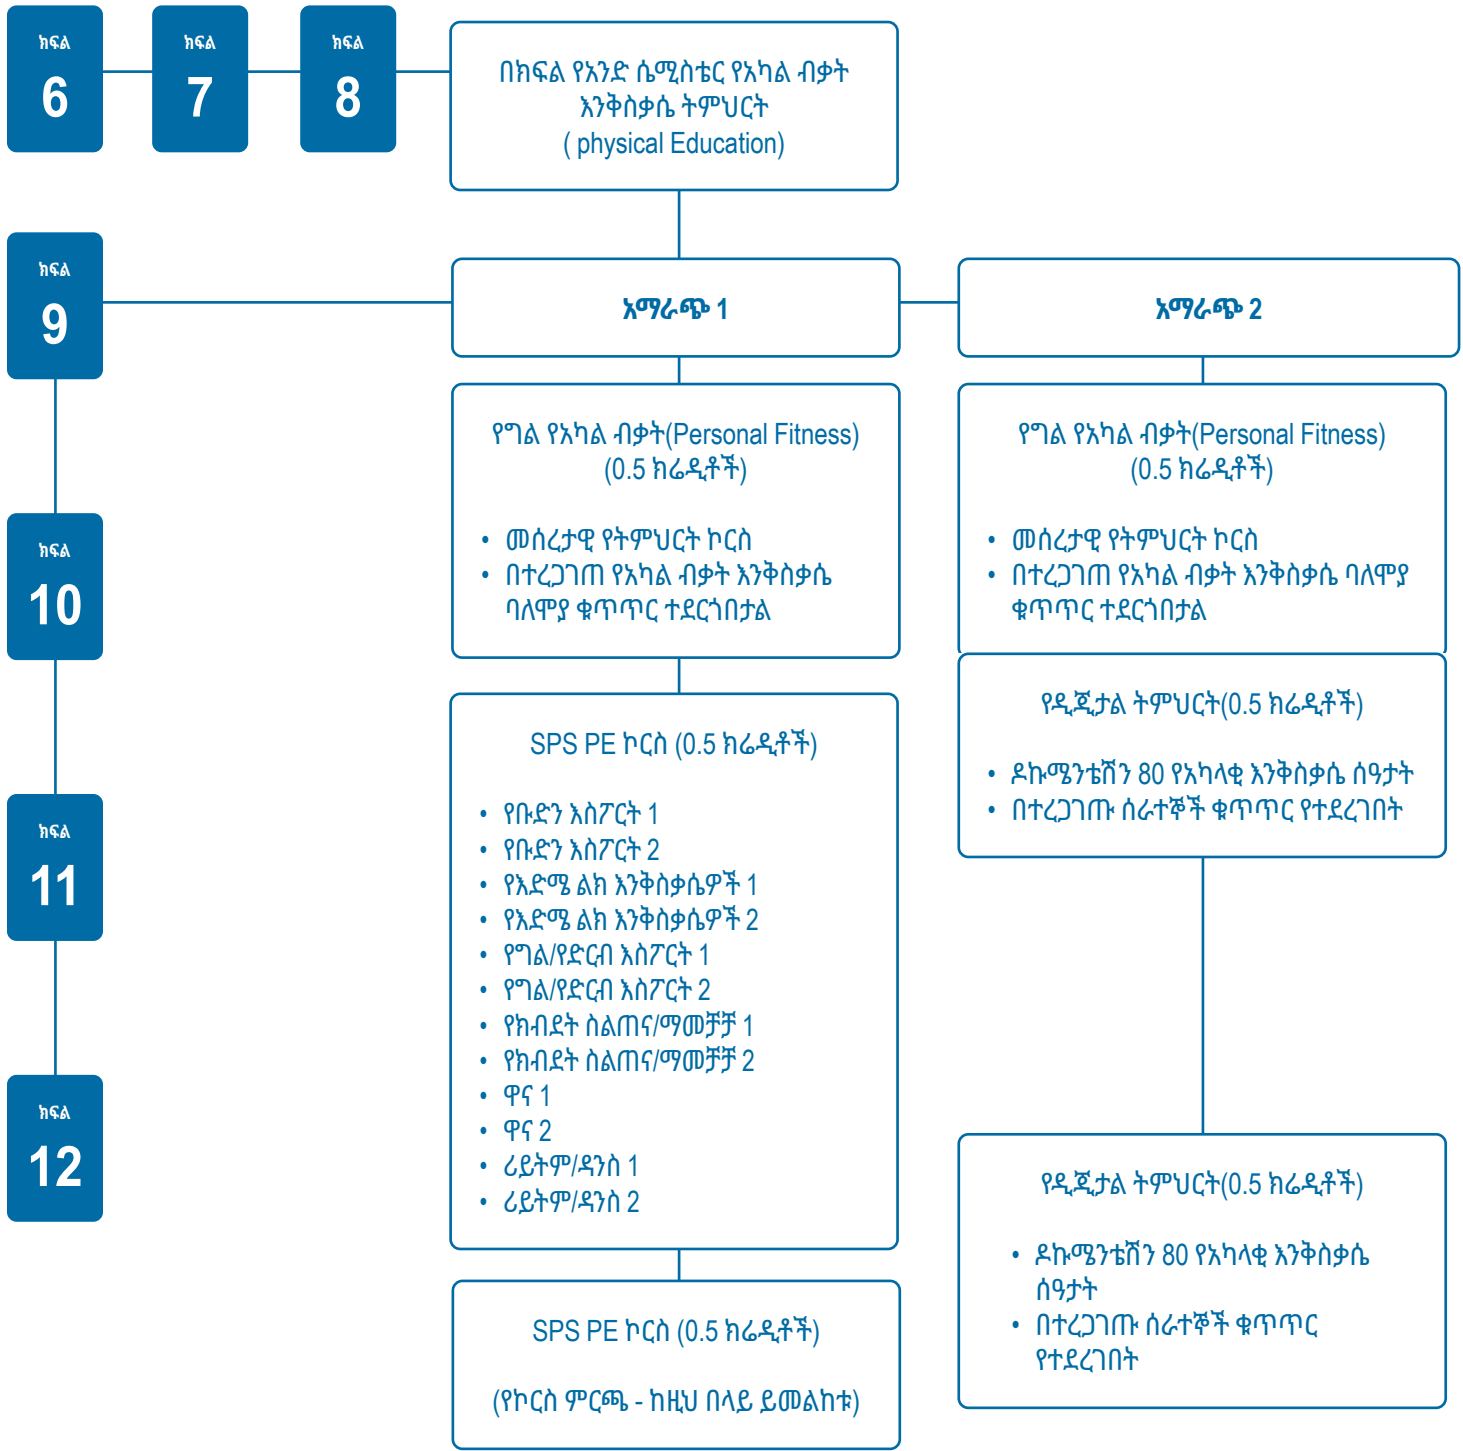 ክፍል
6
ክፍል
7
ክፍል
8
በክፍል የአንድ ሴሚስቴር የአካል ብቃት
እንቅስቃሴ ትምህርት
( physical Education)
ክፍል
9
አማራጭ 1
አማራጭ 2
የግል የአካል ብቃት(Personal Fitness)
(0.5 ክሬዲቶች)
• መሰረታዊ የትምህርት ኮርስ
• በተረጋገጠ የአካል ብቃት እንቅስቃሴ
ባለሞያ ቁጥጥር ተደርጎበታል
የግል የአካል ብቃት(Personal Fitness)
(0.5 ክሬዲቶች)
• መሰረታዊ የትምህርት ኮርስ
• በተረጋገጠ የአካል ብቃት እንቅስቃሴ ባለሞያ
ቁጥጥር ተደርጎበታል
ክፍል
10
የዲጂታል ትምህርት(0.5 ክሬዲቶች)
• ዶኩሜንቴሽን 80 የአካላቂ እንቅስቃሴ ሰዓታት
• በተረጋገጡ ሰራተኞች ቁጥጥር የተደረገበት
SPS PE ኮርስ (0.5 ክሬዲቶች)
• የቡድን እስፖርት 1
• የቡድን እስፖርት 2
• የእድሜ ልክ እንቅስቃሴዎች 1
• የእድሜ ልክ እንቅስቃሴዎች 2
• የግል/የድርብ እስፖርት 1
• የግል/የድርብ እስፖርት 2
• የክብደት ስልጠና/ማመቻቻ 1
• የክብደት ስልጠና/ማመቻቻ 2
• ዋና 1
• ዋና 2
• ሪይትም/ዳንስ 1
• ሪይትም/ዳንስ 2
ክፍል
11
ክፍል
12
የዲጂታል ትምህርት(0.5 ክሬዲቶች)
• ዶኩሜንቴሽን 80 የአካላቂ እንቅስቃሴ
ሰዓታት
• በተረጋገጡ ሰራተኞች ቁጥጥር
የተደረገበት
SPS PE ኮርስ (0.5 ክሬዲቶች)
(የኮርስ ምርጫ - ከዚህ በላይ ይመልከቱ)